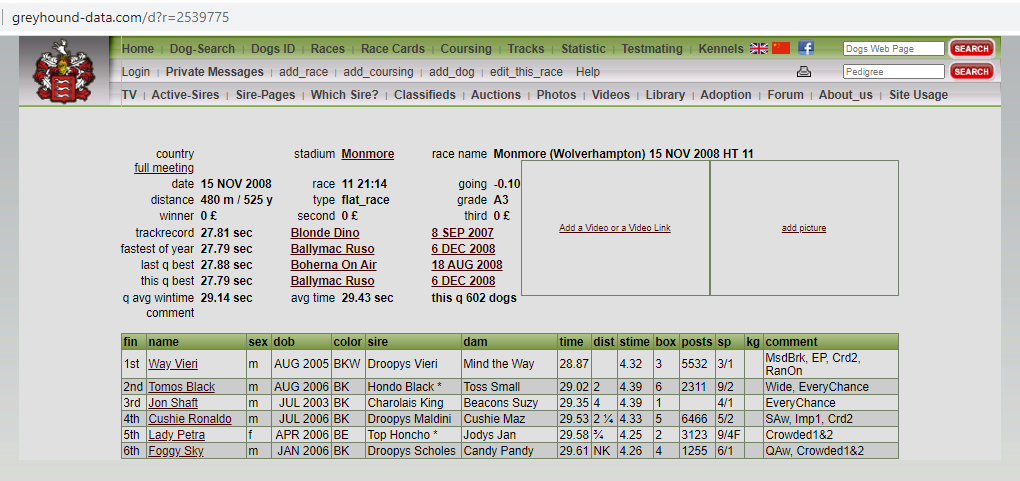 greyhound-data.com/d?r=2539775
Home | Dog-Search | Dogs ID | Races | Race Cards | Coursing | Tracks | Statistic | Testmating | Kennels f Dogs Web Page SEARCH
Login | Private Messages | add_race | add_coursing | add_dog | edit_this_race Help Pedigree SEARCH
TV | Active-Sires | Sire-Pages | Which Sire? | Classifieds | Auctions | Photos | Videos | Library | Adoption | Forum | About_us | Site Usage
country stadium Monmore race name Monmore (Wolverhampton) 15 NOV 2008 HT 11
full meeting
date 15 NOV 2008 race 11 21:14 going -0.10
distance 480 m / 525 y type flat_race grade A3
winner 0 £ second 0 £ third 0 £
trackrecord 27.81 sec Blonde Dino 8 SEP 2007
fastest of year 27.79 sec Ballymac Ruso 6 DEC 2008
last q best 27.88 sec Boherna On Air 18 AUG 2008
this q best 27.79 sec Ballymac Ruso 6 DEC 2008
q avg wintime 29.14 sec avg time 29.43 sec this q 602 dogs
comment
Add a Video or a Video Link
add picture
fin name sex dob color sire dam time dist stime box posts sp kg comment
1st Way Vieri m AUG 2005 BKW Droopys Vieri Mind the Way 28.87 4.32 3 5532 3/1 MsdBrk, EP, Crd2,
RanOn
2nd Tomos Black m AUG 2006 BK Hondo Black * Toss Small 29.02 2 4.39 6 2311 9/2 Wide, EveryChance
3rd Jon Shaft m JUL 2003 BK Charolais King Beacons Suzy 29.35 4 4.39 1 4/1 EveryChance
4th Cushie Ronaldo m JUL 2006 BK Droopys Maldini Cushie Maz 29.53 2 ¼ 4.33 5 6466 5/2 SAw, Imp1, Crd2
5th Lady Petra f APR 2006 BE Top Honcho * Jodys Jan 29.58 ¾ 4.25 2 3123 9/4F Crowded1&2
6th Foggy Sky m JAN 2006 BK Droopys Scholes Candy Pandy 29.61 NK 4.26 4 1255 6/1 QAw, Crowded1&2